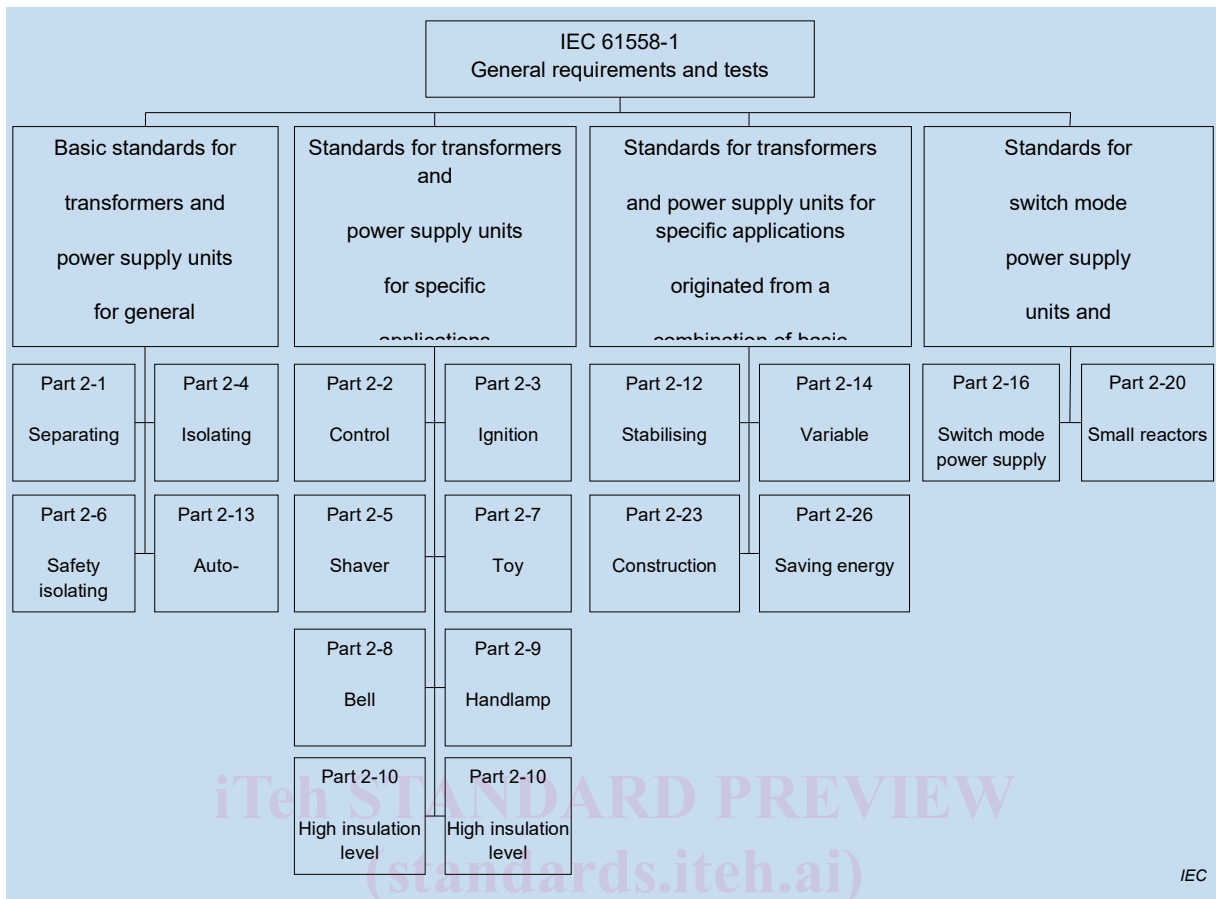 IEC 61558-1
General requirements and tests
Basic standards for
transformers and
power supply units
for general
Standards for transformers
and
power supply units
for specific
applications
Standards for transformers
and power supply units for
specific applications
originated from a
combination of basic
Standards for
switch mode
power supply
units and
Part 2-1
Separating
Part 2-4
Isolating
Part 2-6
Safety
isolating
Part 2-13
Auto-
Part 2-2
Control
Part 2-3
Ignition
Part 2-5
Shaver
Part 2-7
Toy
Part 2-8
Bell
Part 2-9
Handlamp
Part 2-10
High insulation
level
Part 2-10
High insulation
level
Part 2-12
Stabilising
Part 2-14
Variable
Part 2-23
Construction
Part 2-26
Saving energy
Part 2-16
Switch mode
power supply
Part 2-20
Small reactors
iTeh STANDARD PREVIEW
(standards.iteh.ai)
IEC